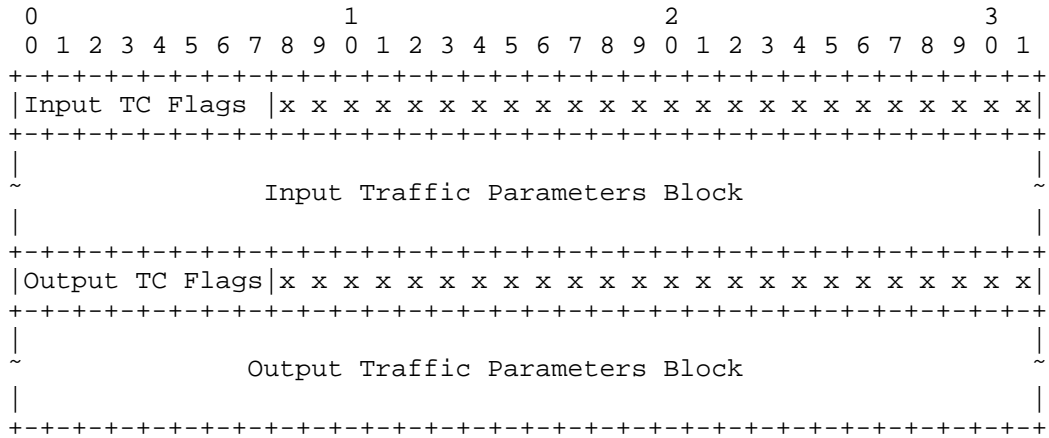 0                   1                   2                   3
 0 1 2 3 4 5 6 7 8 9 0 1 2 3 4 5 6 7 8 9 0 1 2 3 4 5 6 7 8 9 0 1
+-+-+-+-+-+-+-+-+-+-+-+-+-+-+-+-+-+-+-+-+-+-+-+-+-+-+-+-+-+-+-+-+
|Input TC Flags |x x x x x x x x x x x x x x x x x x x x x x x x|
+-+-+-+-+-+-+-+-+-+-+-+-+-+-+-+-+-+-+-+-+-+-+-+-+-+-+-+-+-+-+-+-+
|                                                               |
~               Input Traffic Parameters Block                  ~
|                                                               |
+-+-+-+-+-+-+-+-+-+-+-+-+-+-+-+-+-+-+-+-+-+-+-+-+-+-+-+-+-+-+-+-+
|Output TC Flags|x x x x x x x x x x x x x x x x x x x x x x x x|
+-+-+-+-+-+-+-+-+-+-+-+-+-+-+-+-+-+-+-+-+-+-+-+-+-+-+-+-+-+-+-+-+
|                                                               |
~              Output Traffic Parameters Block                  ~
|                                                               |
+-+-+-+-+-+-+-+-+-+-+-+-+-+-+-+-+-+-+-+-+-+-+-+-+-+-+-+-+-+-+-+-+